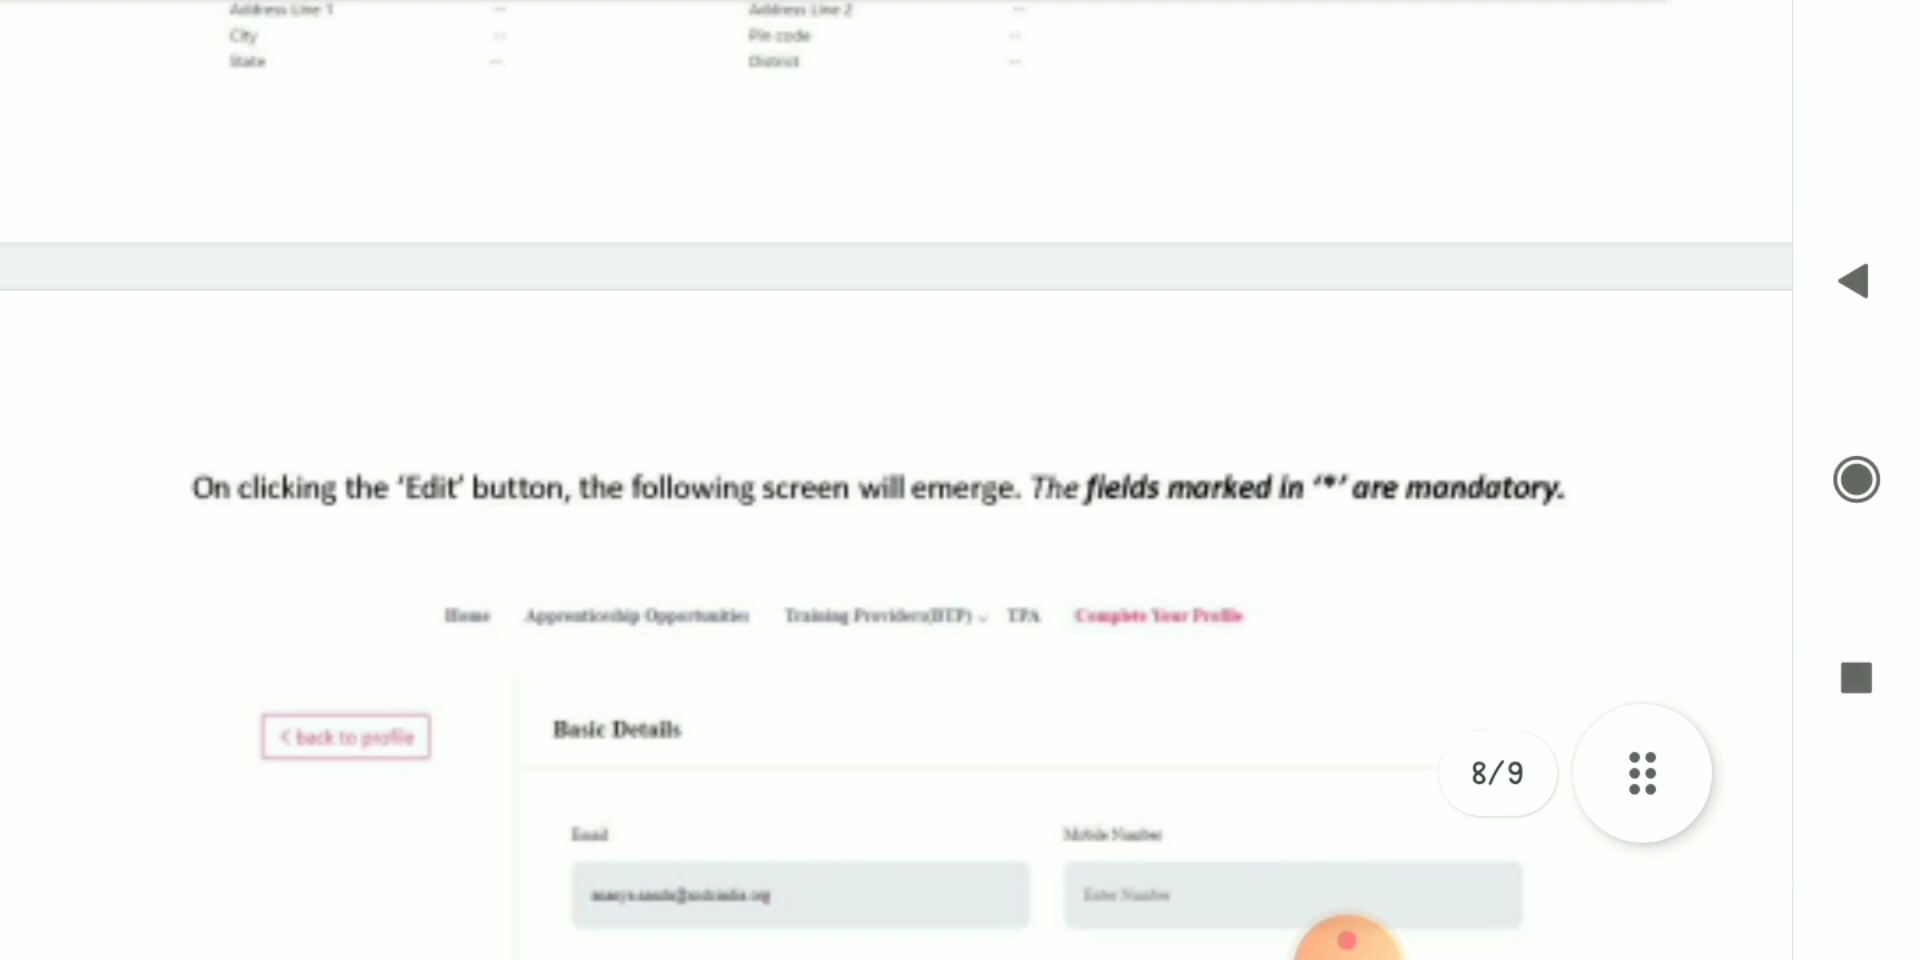 Address Line 1 -- Address Line 2 --
City -- Pin code --
State -- District --
On clicking the ‘Edit’ button, the following screen will emerge. The fields marked in ‘*’ are mandatory.
Home Apprenticeship Opportunities Training Providers(BTP) TPA Complete Your Profile
< back to profile
Basic Details
8/9
Email Mobile Number
Enter Number